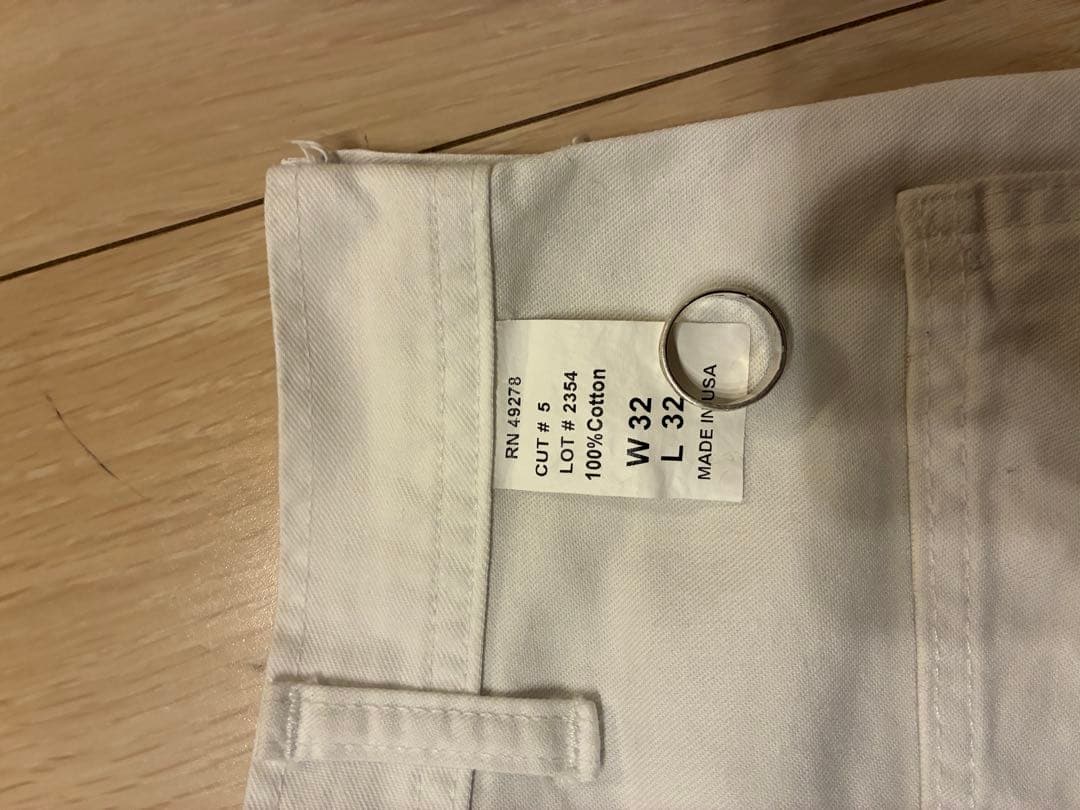 RN 49278
CUT # 5
LOT # 2354
100%Cotton
W 32
L 32
MADE IN USA